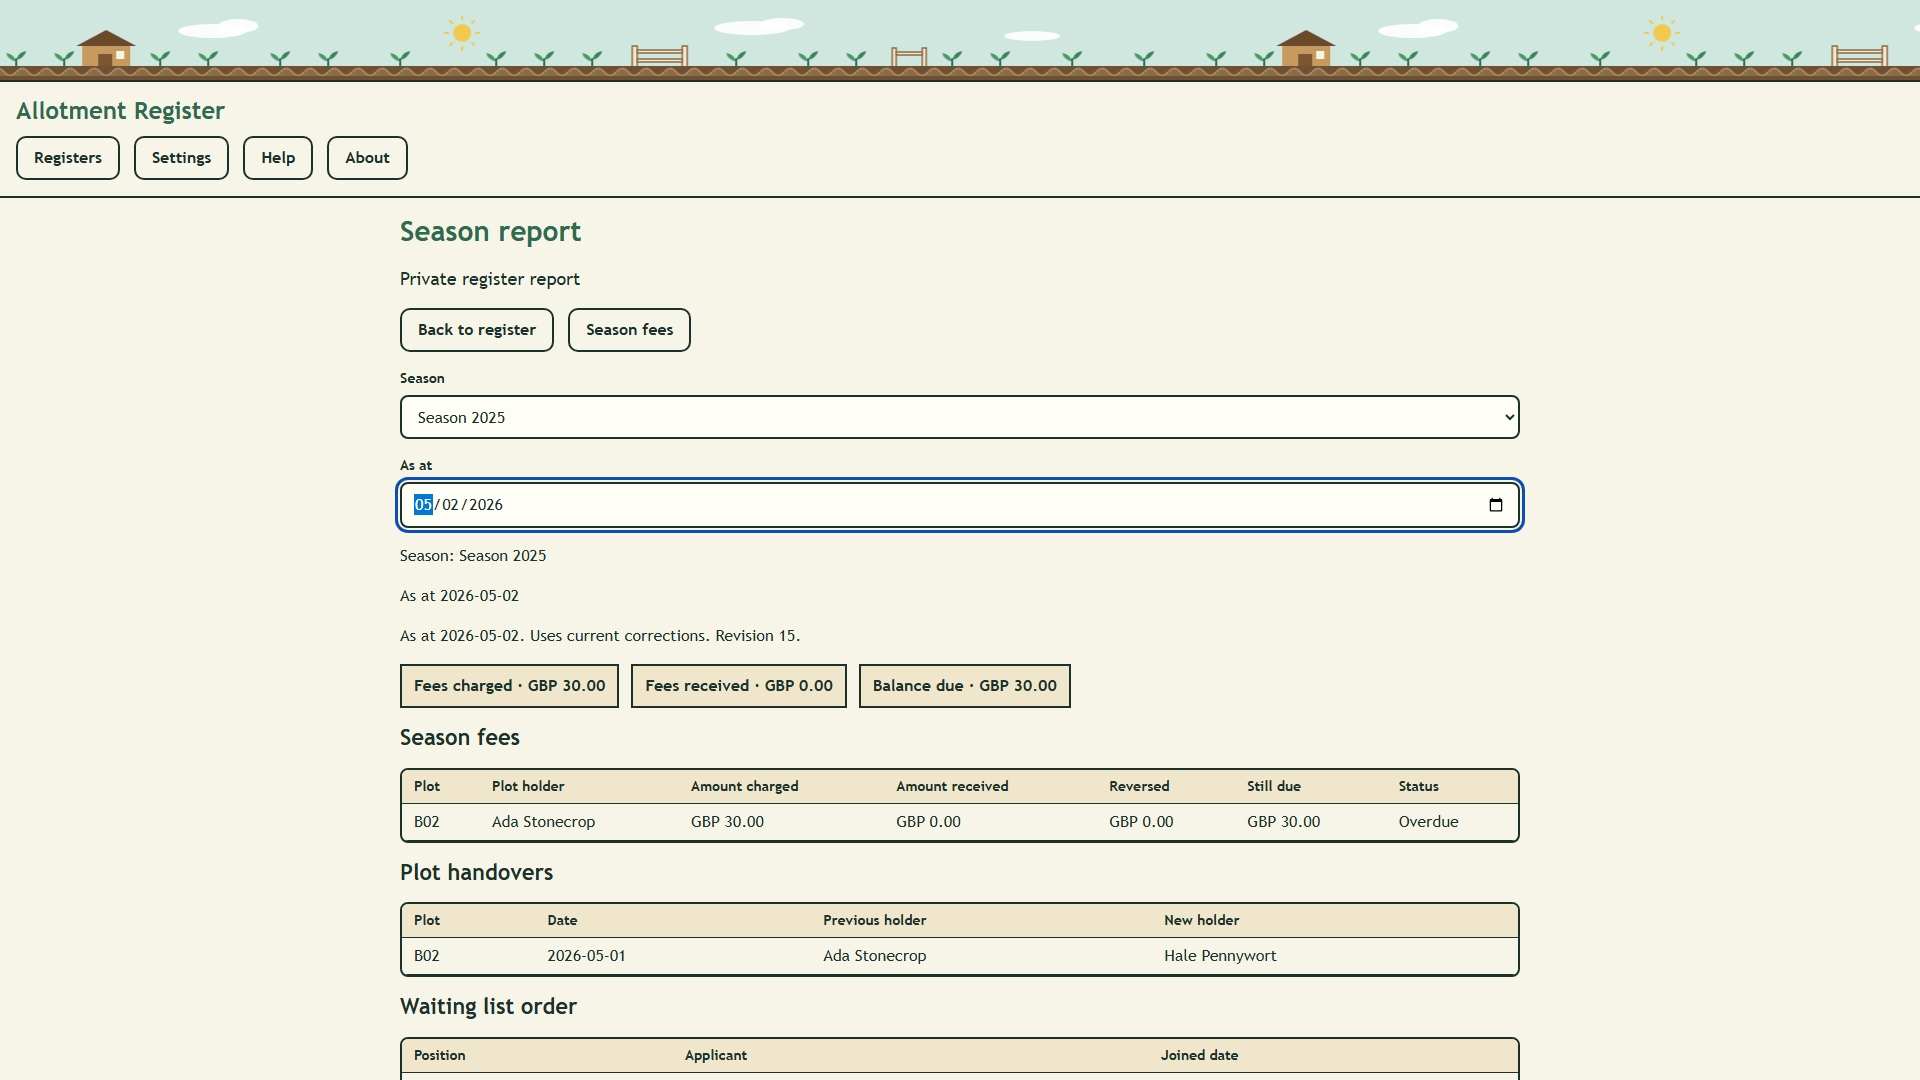 Allotment Register
Registers Settings Help About
Season report
Private register report
Back to register Season fees
Season
Season 2025
As at
05/02/2026
Season: Season 2025
As at 2026-05-02
As at 2026-05-02. Uses current corrections. Revision 15.
Fees charged · GBP 30.00 Fees received · GBP 0.00 Balance due · GBP 30.00
Season fees
Plot Plot holder Amount charged Amount received Reversed Still due Status
B02 Ada Stonecrop GBP 30.00 GBP 0.00 GBP 0.00 GBP 30.00 Overdue
Plot handovers
Plot Date Previous holder New holder
B02 2026-05-01 Ada Stonecrop Hale Pennywort
Waiting list order
Position Applicant Joined date